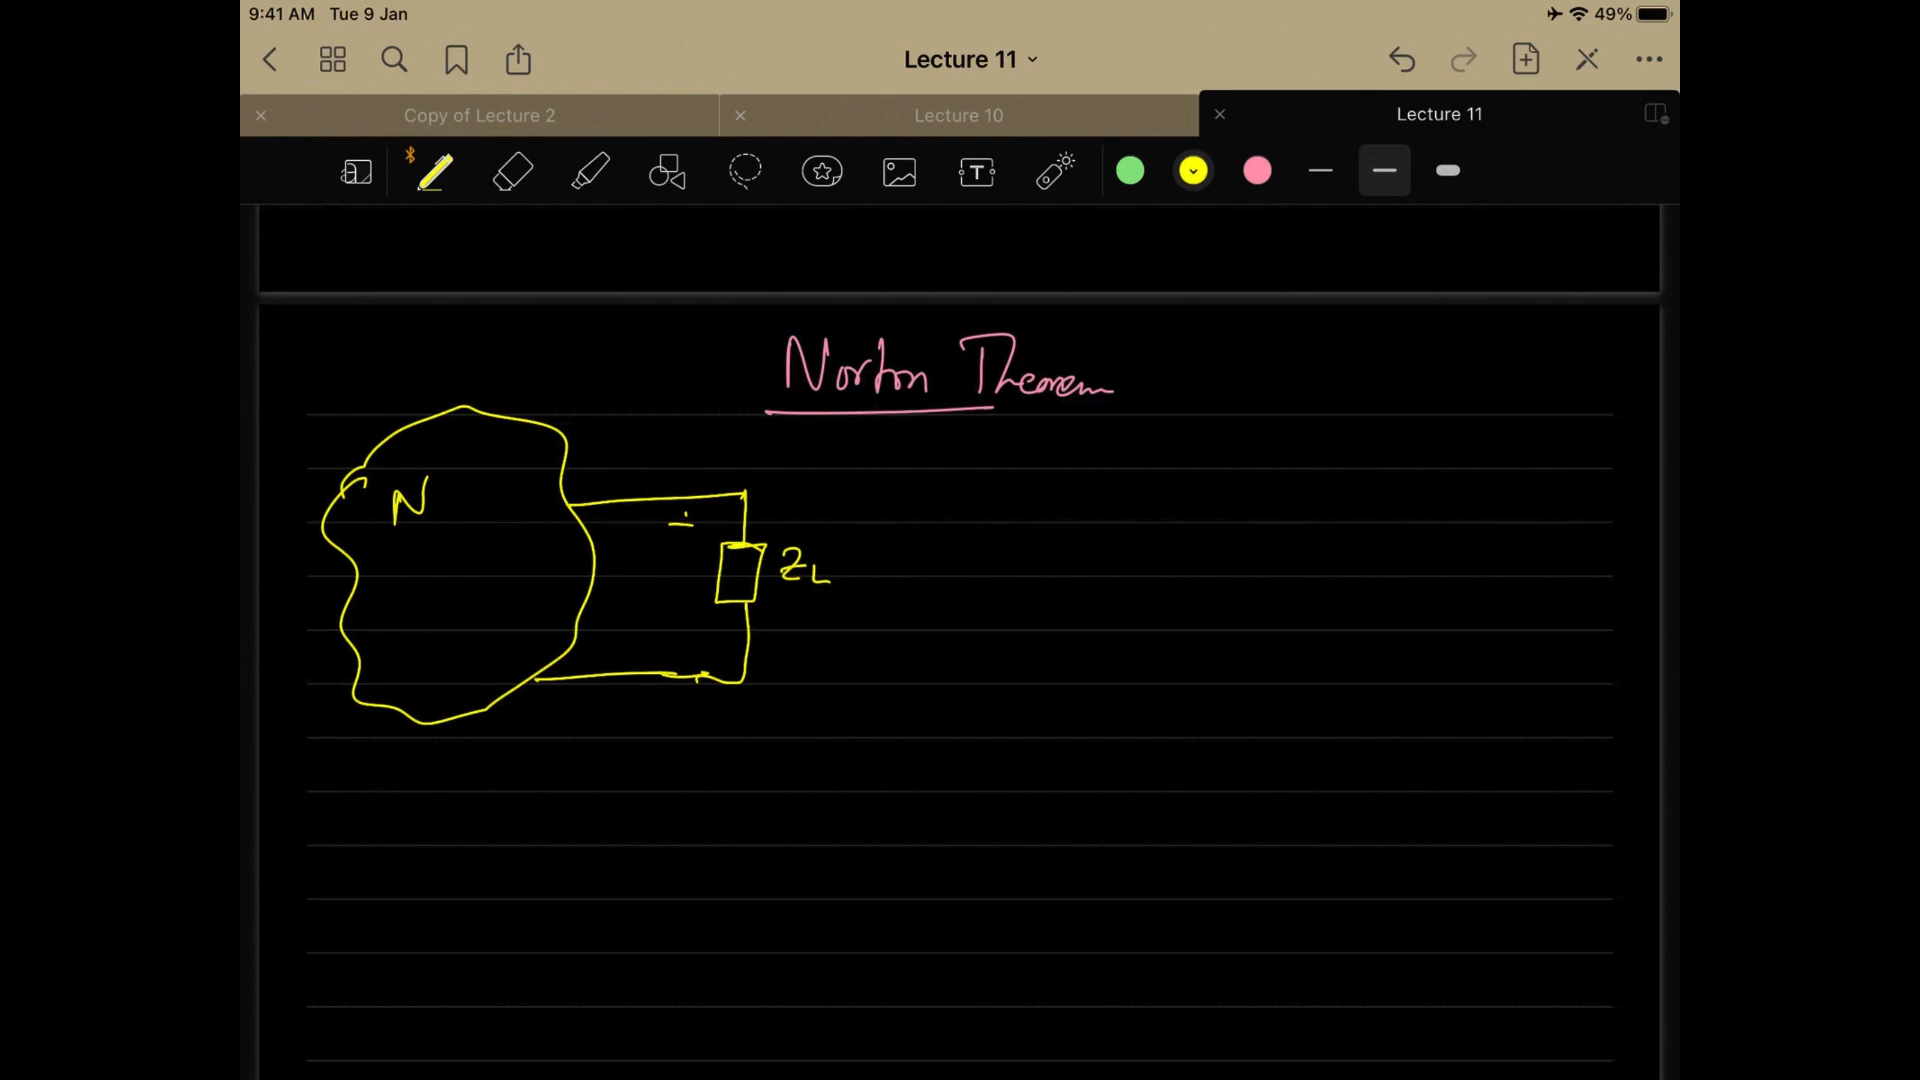 9:41 AM Tue 9 Jan 49%
Lecture 11
Copy of Lecture 2 Lecture 10 Lecture 11
T
Norton Theorem
N
Z L